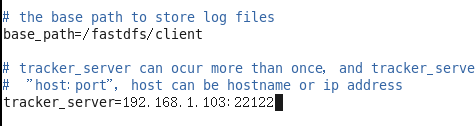 # the base path to store log files
base_path=/fastdfs/client
# tracker_server can ocur more than once, and tracker_serve
#  "host:port", host can be hostname or ip address
tracker_server=192.168.1.103:22122